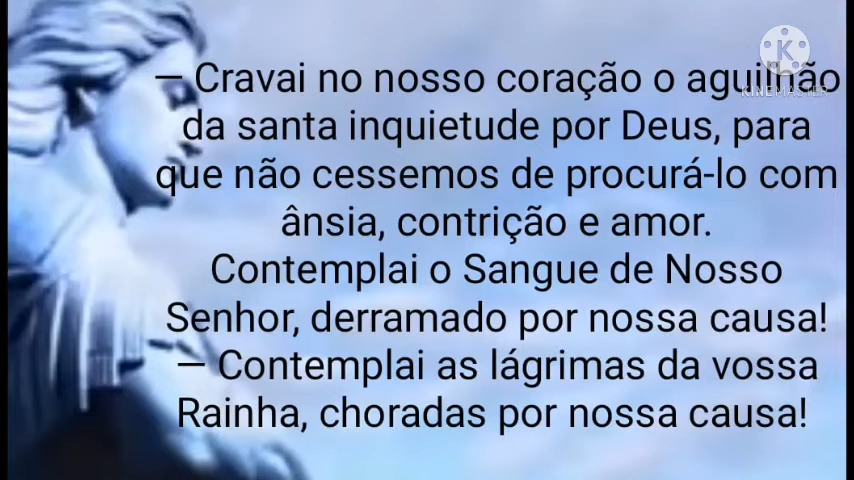 — Cravai no nosso coração o aguilhão
da santa inquietude por Deus, para
que não cessemos de procurá-lo com
ânsia, contrição e amor.
Contemplai o Sangue de Nosso
Senhor, derramado por nossa causa!
— Contemplai as lágrimas da vossa
Rainha, choradas por nossa causa!
K
KINEMASTER